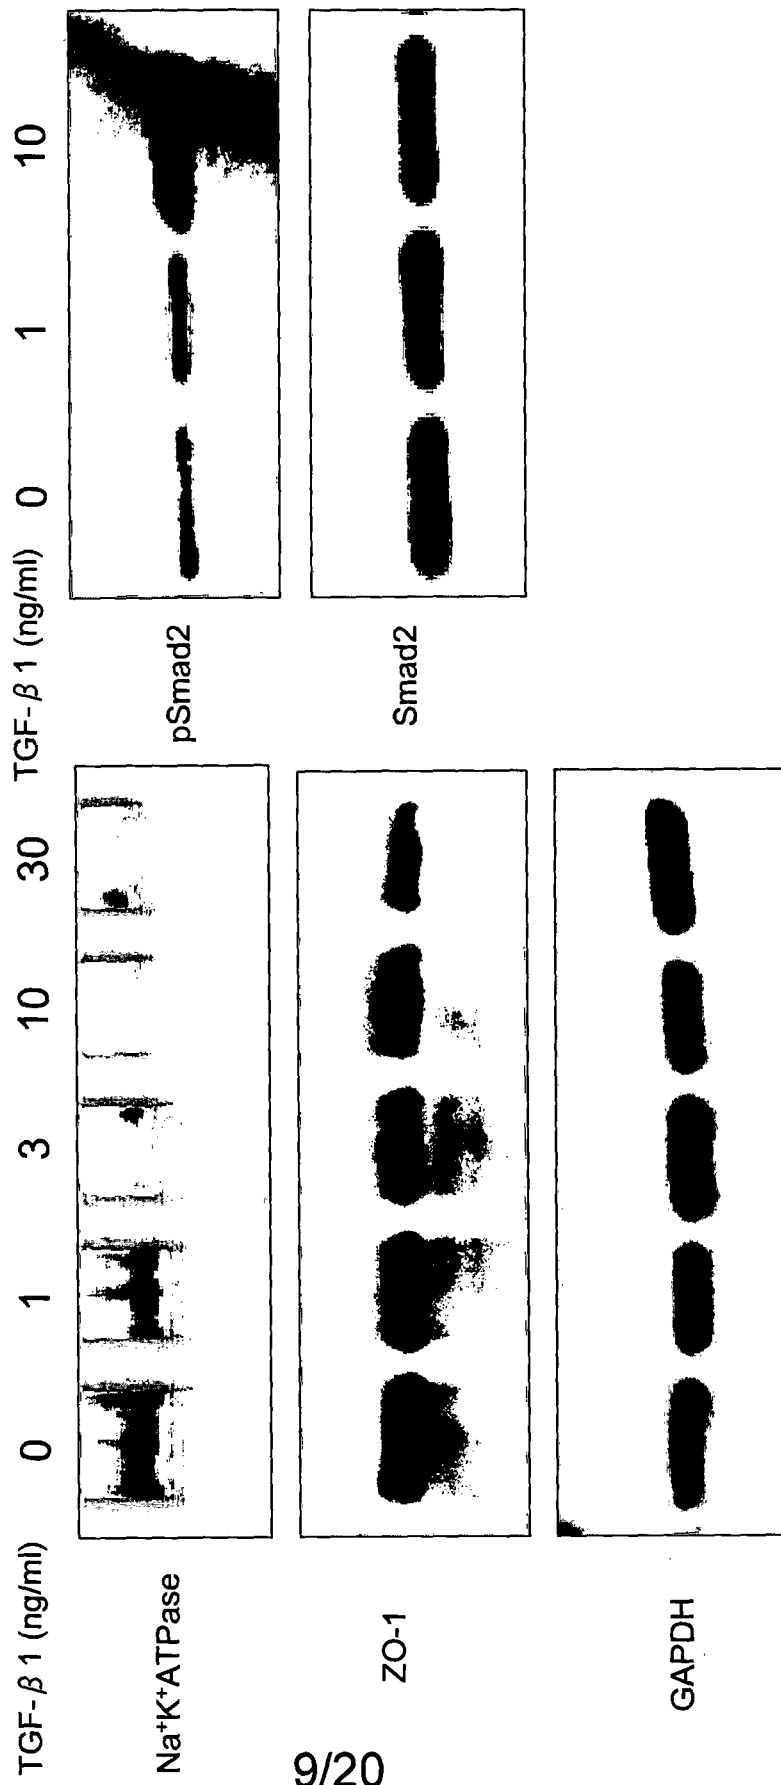 TGF-β1 (ng/ml) 0 1 3 10 30
Na⁺K⁺ATPase
ZO-1
GAPDH
TGF-β1 (ng/ml) 0 1 10
pSmad2
Smad2
9/20